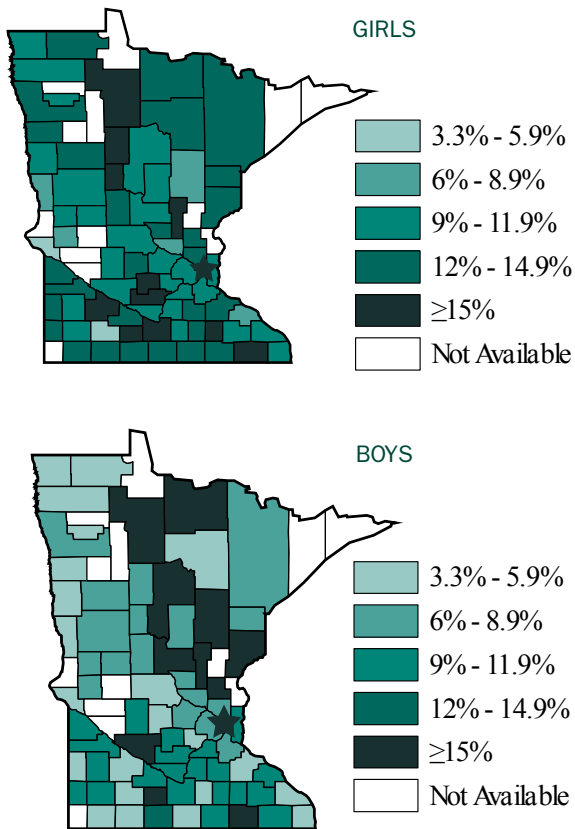 GIRLS
3.3% - 5.9%
6% - 8.9%
9% - 11.9%
12% - 14.9%
≥15%
Not Available
BOYS
3.3% - 5.9%
6% - 8.9%
9% - 11.9%
12% - 14.9%
≥15%
Not Available